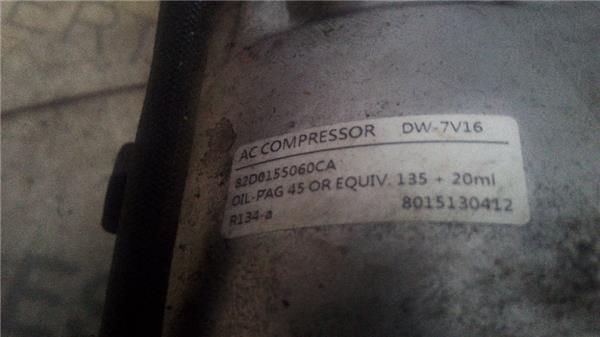 AC COMPRESSOR DW-7V16
82D0155060CA
OIL-PAG 45 OR EQUIV. 135 + 20ml
R134-a 8015130412